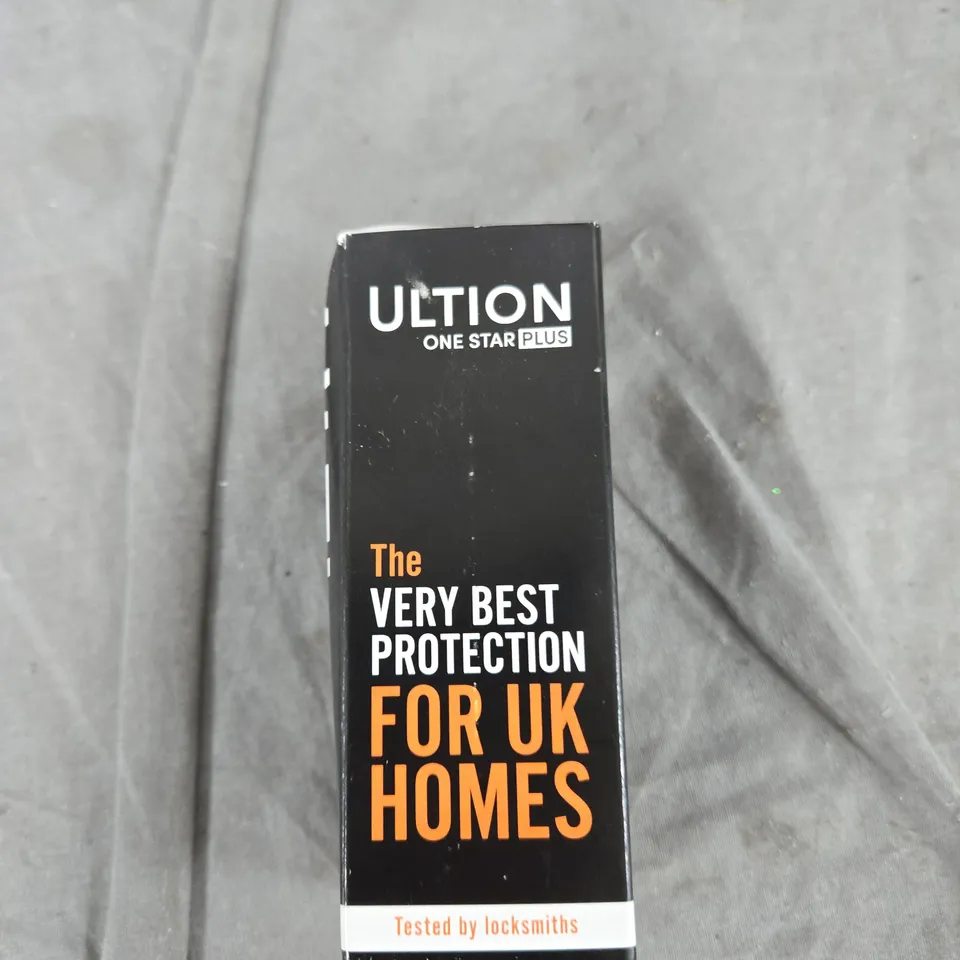 ULTION
ONE STAR PLUS
The
VERY BEST
PROTECTION
FOR UK
HOMES
Tested by locksmiths